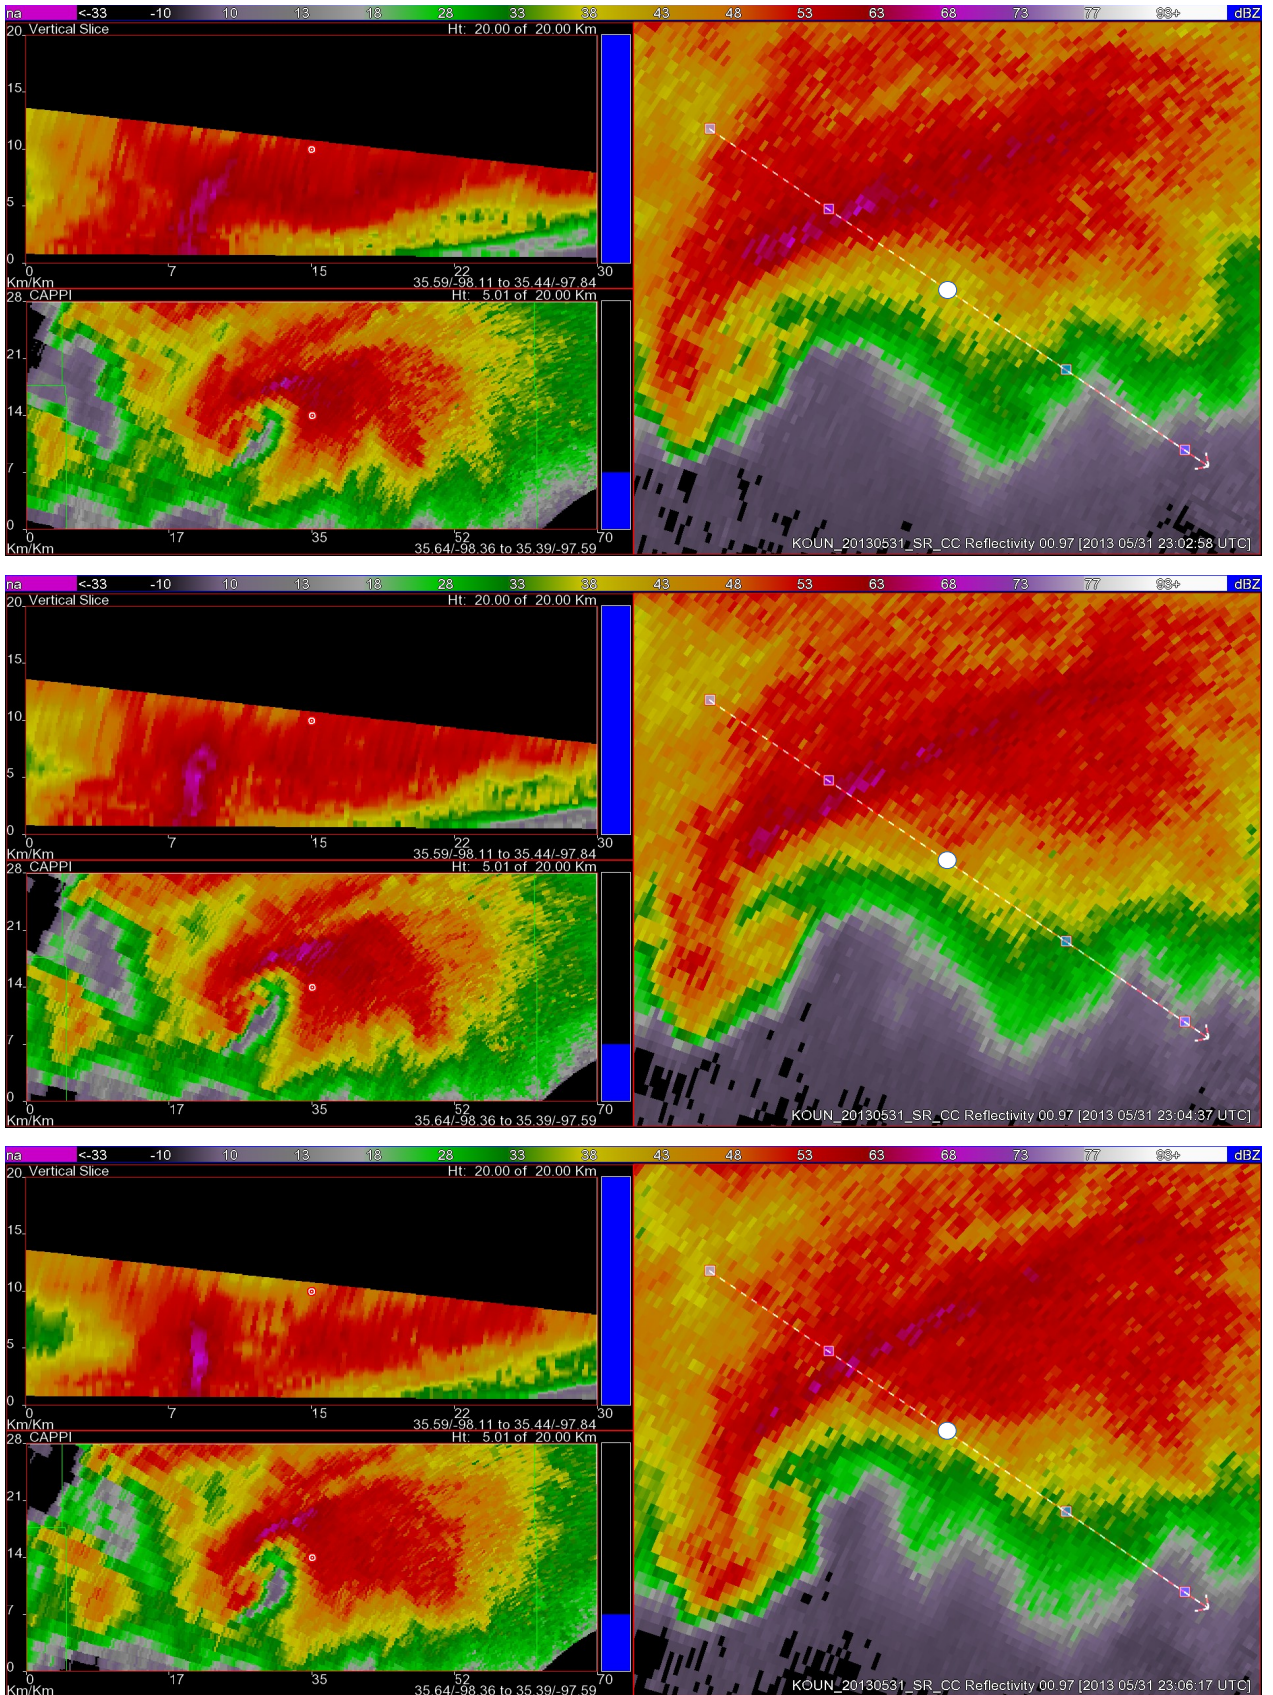 na <-33 -10 10 13 18 28 33 38 43 48 53 63 68 73 77 93+ dBZ
Vertical Slice Ht: 20.00 of 20.00 Km
20
15
10
5
0
0 7 15 22 30
Km/Km 35.59/-98.11 to 35.44/-97.84
28 CAPPI Ht: 5.01 of 20.00 Km
21
14
7
0
0 17 35 52 70
Km/Km 35.64/-98.36 to 35.39/-97.59
KOUN_20130531_SR_CC Reflectivity 00.97 [2013 05/31 23:02:58 UTC]
na <-33 -10 10 13 18 28 33 38 43 48 53 63 68 73 77 93+ dBZ
Vertical Slice Ht: 20.00 of 20.00 Km
20
15
10
5
0
0 7 15 22 30
Km/Km 35.59/-98.11 to 35.44/-97.84
28 CAPPI Ht: 5.01 of 20.00 Km
21
14
7
0
0 17 35 52 70
Km/Km 35.64/-98.36 to 35.39/-97.59
KOUN_20130531_SR_CC Reflectivity 00.97 [2013 05/31 23:04:37 UTC]
na <-33 -10 10 13 18 28 33 38 43 48 53 63 68 73 77 93+ dBZ
Vertical Slice Ht: 20.00 of 20.00 Km
20
15
10
5
0
0 7 15 22 30
Km/Km 35.59/-98.11 to 35.44/-97.84
28 CAPPI Ht: 5.01 of 20.00 Km
21
14
7
0
0 17 35 52 70
Km/Km 35.64/-98.36 to 35.39/-97.59
KOUN_20130531_SR_CC Reflectivity 00.97 [2013 05/31 23:06:17 UTC]